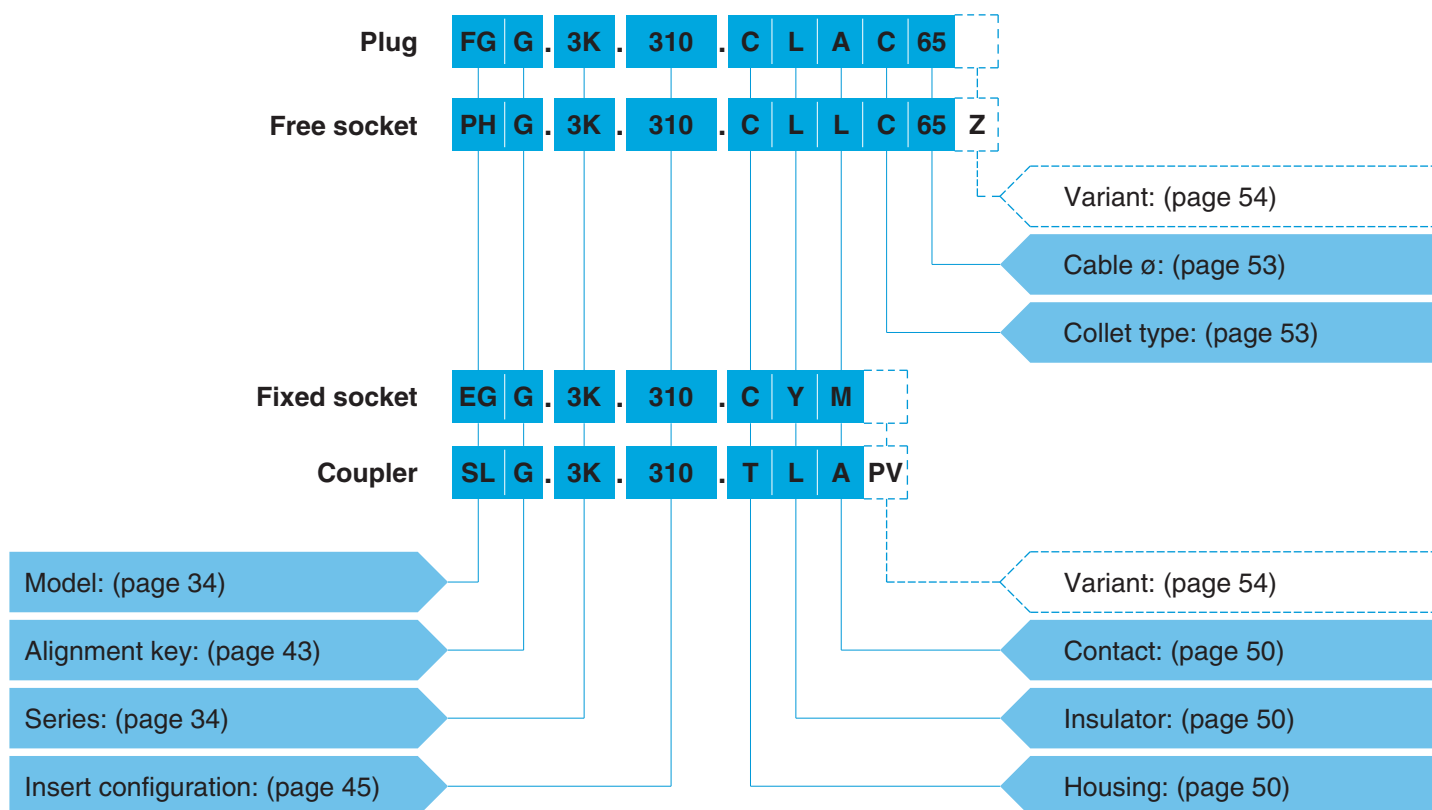 Plug FG G . 3K . 310 . C L A C 65
Free socket PH G . 3K . 310 . C L L C 65 Z
Variant: (page 54)
Cable ø: (page 53)
Collet type: (page 53)
Fixed socket EG G . 3K . 310 . C Y M
Coupler SL G . 3K . 310 . T L A PV
Model: (page 34) Variant: (page 54)
Alignment key: (page 43) Contact: (page 50)
Series: (page 34) Insulator: (page 50)
Insert configuration: (page 45) Housing: (page 50)